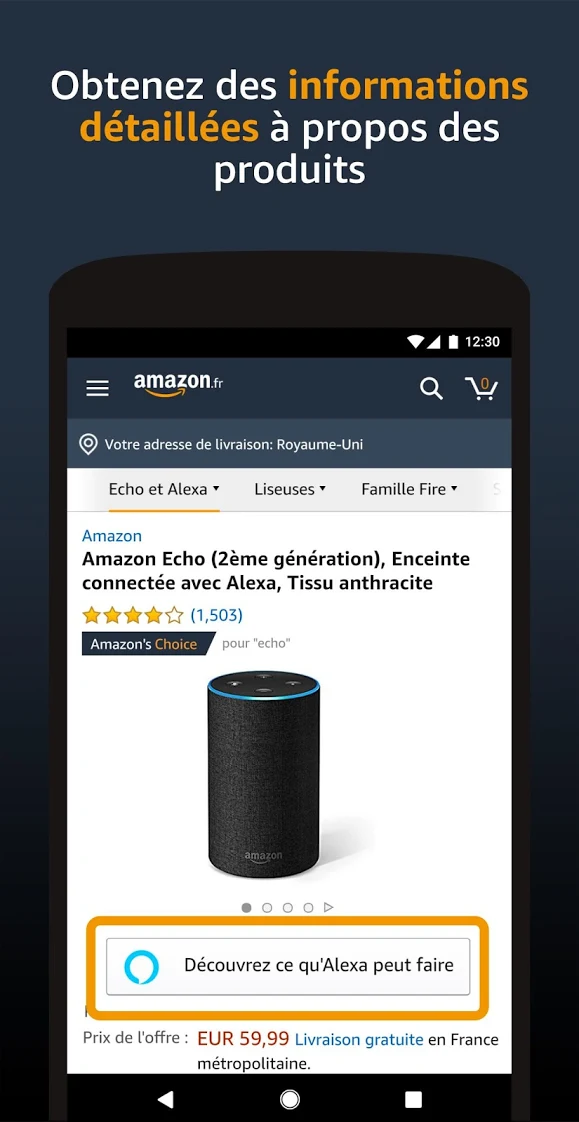 Obtenez des informations
détaillées à propos des
produits
12:30
amazon.fr
0
Votre adresse de livraison: Royaume-Uni
Echo et Alexa
Liseuses
Famille Fire
Amazon
Amazon Echo (2ème génération), Enceinte
connectée avec Alexa, Tissu anthracite
(1,503)
Amazon's Choice pour "echo"
amazon
Découvrez ce qu'Alexa peut faire
Prix de l'offre : EUR 59,99 Livraison gratuite en France
métropolitaine.